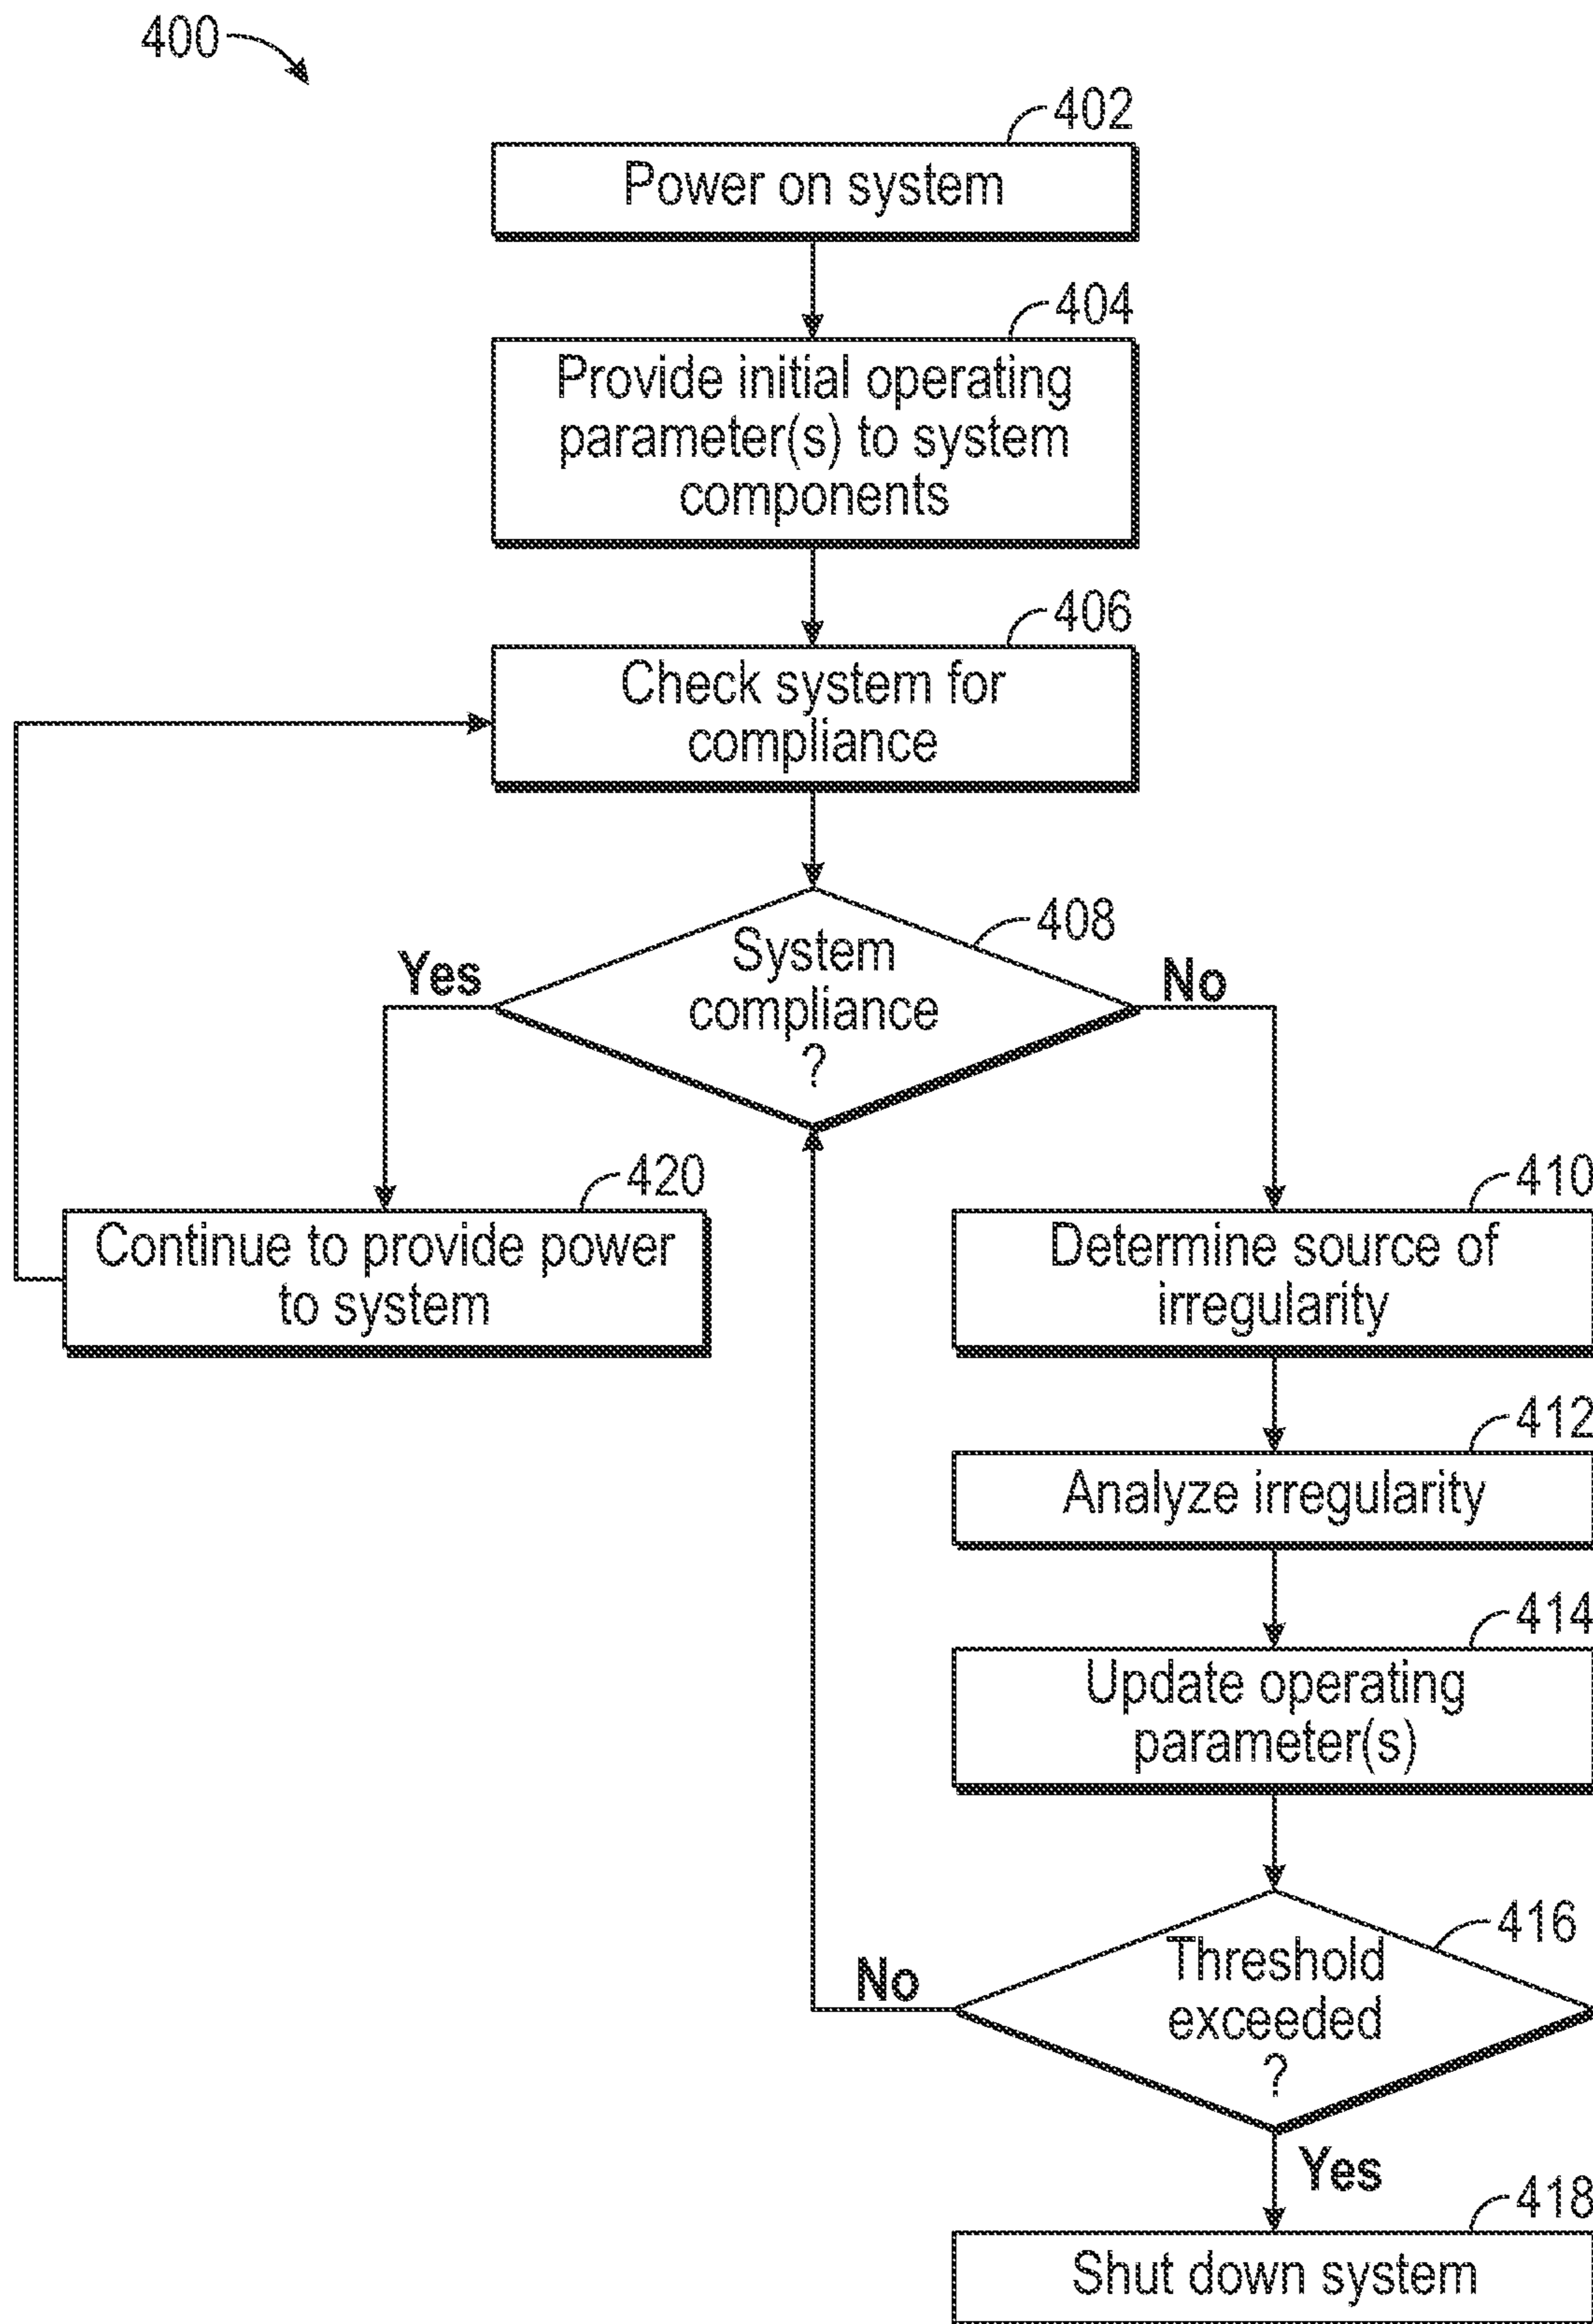 400
402
Power on system
404
Provide initial operating
parameter(s) to system
components
406
Check system for
compliance
408
System
compliance
?
Yes
No
420
Continue to provide power
to system
410
Determine source of
irregularity
412
Analyze irregularity
414
Update operating
parameter(s)
416
Threshold
exceeded
?
No
Yes
418
Shut down system